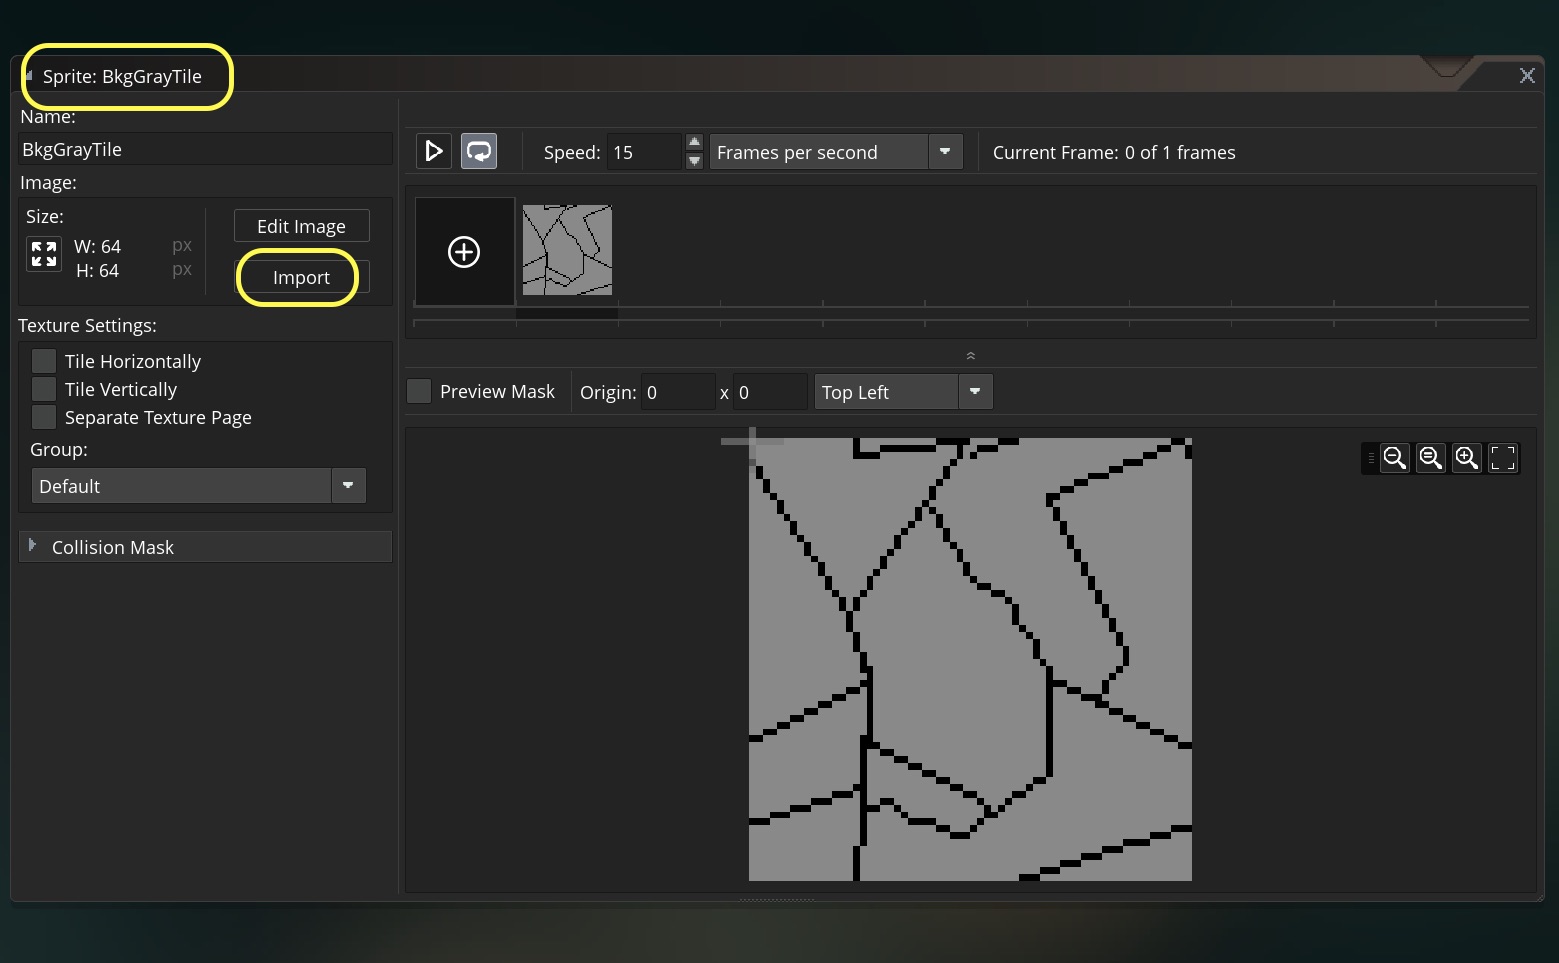 Sprite: BkgGrayTile
Name:
BkgGrayTile
Image:
Size:
W: 64 px
H: 64 px
Edit Image
Import
Texture Settings:
Tile Horizontally
Tile Vertically
Separate Texture Page
Group:
Default
Collision Mask
Speed: 15 Frames per second Current Frame: 0 of 1 frames
Preview Mask Origin: 0 x 0 Top Left